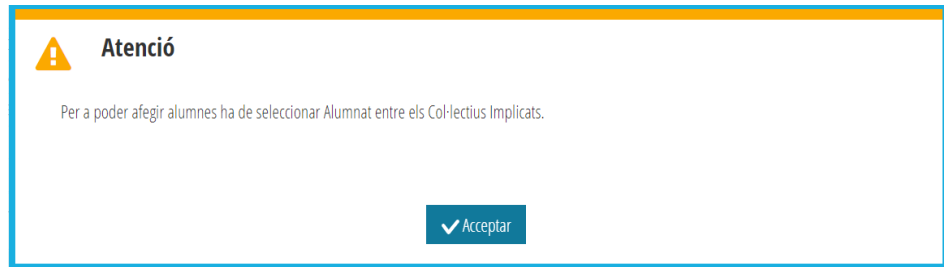 Atenció
Per a poder afegir alumnes ha de seleccionar Alumnat entre els Col·lectius Implicats.
Acceptar